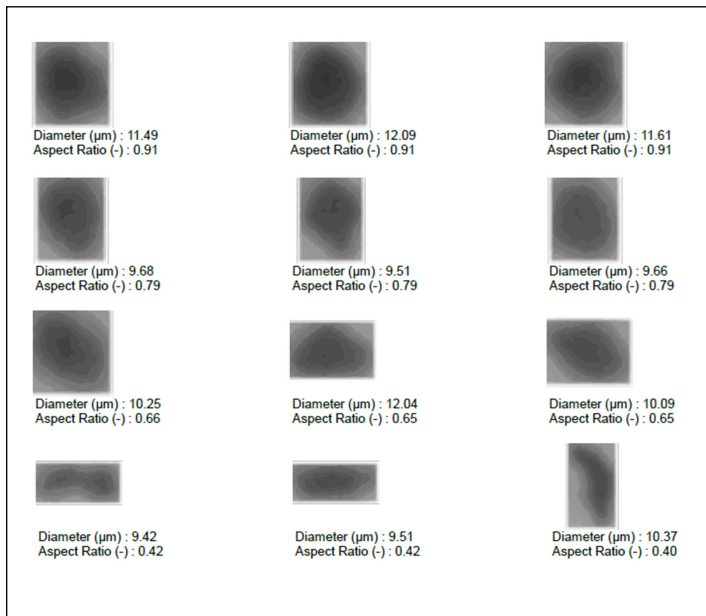 Diameter (µm) : 11.49
Aspect Ratio (-) : 0.91
Diameter (µm) : 12.09
Aspect Ratio (-) : 0.91
Diameter (µm) : 11.61
Aspect Ratio (-) : 0.91
Diameter (µm) : 9.68
Aspect Ratio (-) : 0.79
Diameter (µm) : 9.51
Aspect Ratio (-) : 0.79
Diameter (µm) : 9.66
Aspect Ratio (-) : 0.79
Diameter (µm) : 10.25
Aspect Ratio (-) : 0.66
Diameter (µm) : 12.04
Aspect Ratio (-) : 0.65
Diameter (µm) : 10.09
Aspect Ratio (-) : 0.65
Diameter (µm) : 9.42
Aspect Ratio (-) : 0.42
Diameter (µm) : 9.51
Aspect Ratio (-) : 0.42
Diameter (µm) : 10.37
Aspect Ratio (-) : 0.40